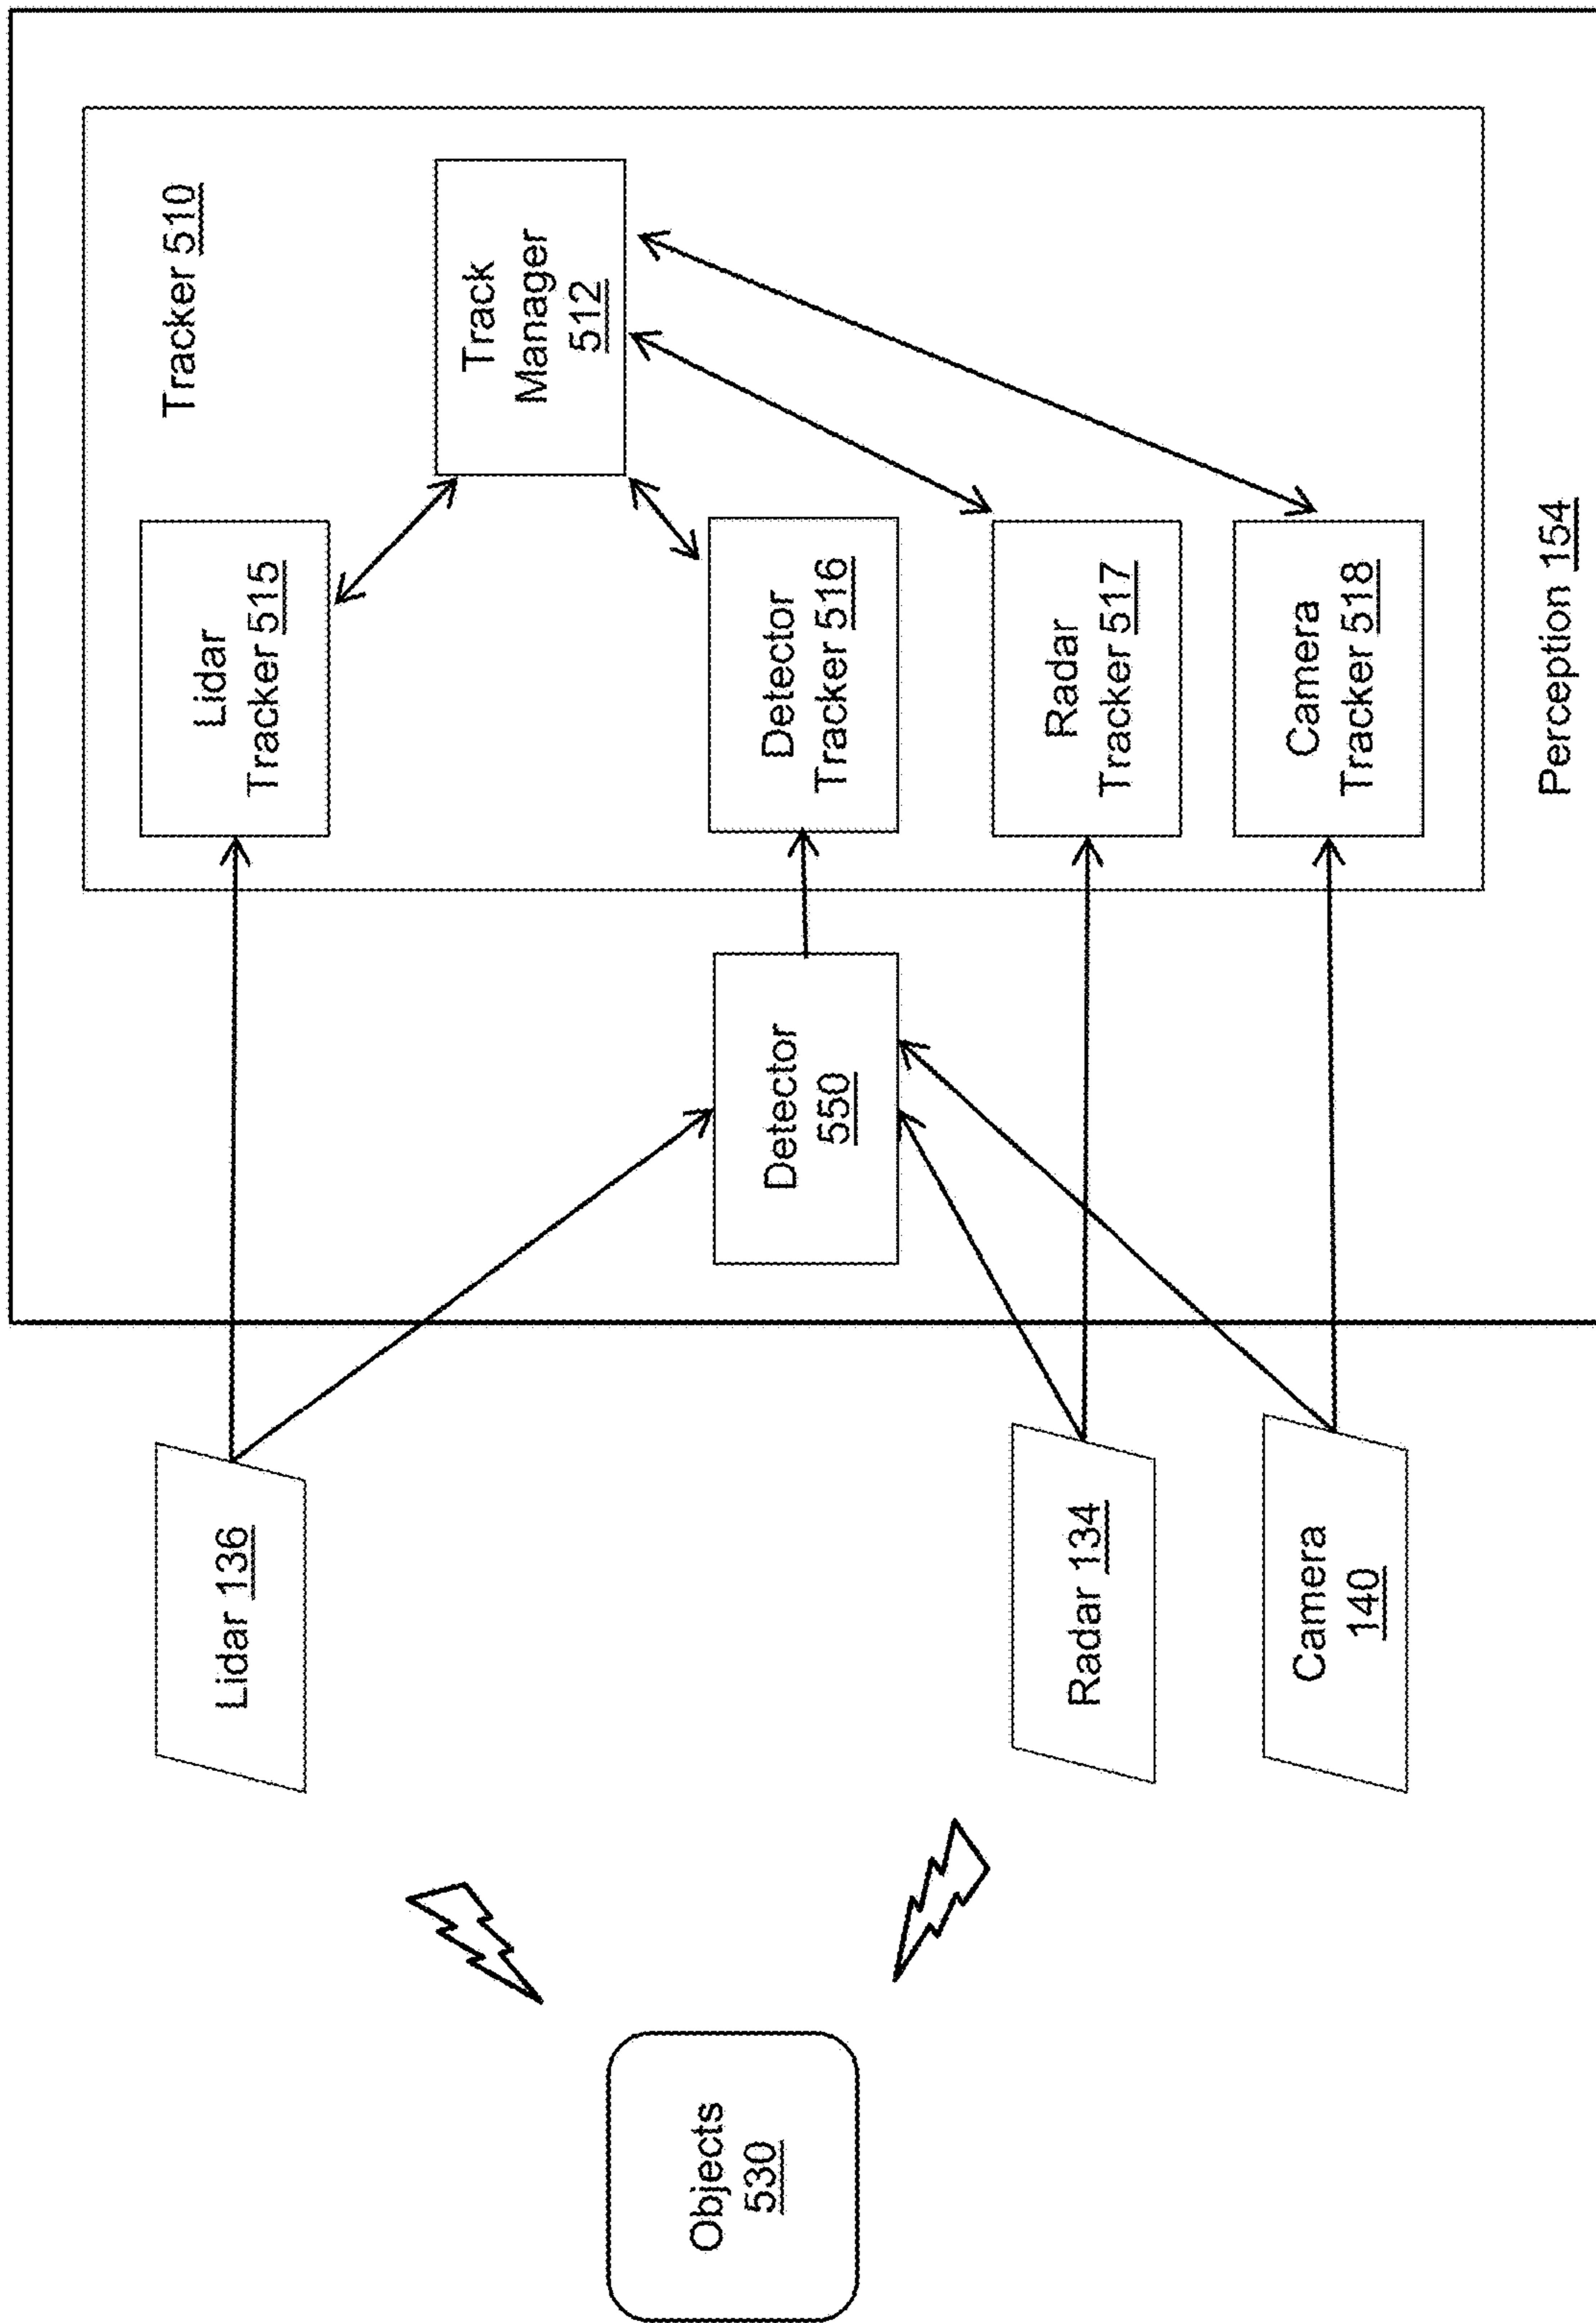 Objects
530
Lidar 136
Radar 134
Camera
140
Detector
550
Lidar
Tracker 515
Detector
Tracker 516
Radar
Tracker 517
Camera
Tracker 518
Track
Manager
512
Tracker 510
Perception 154